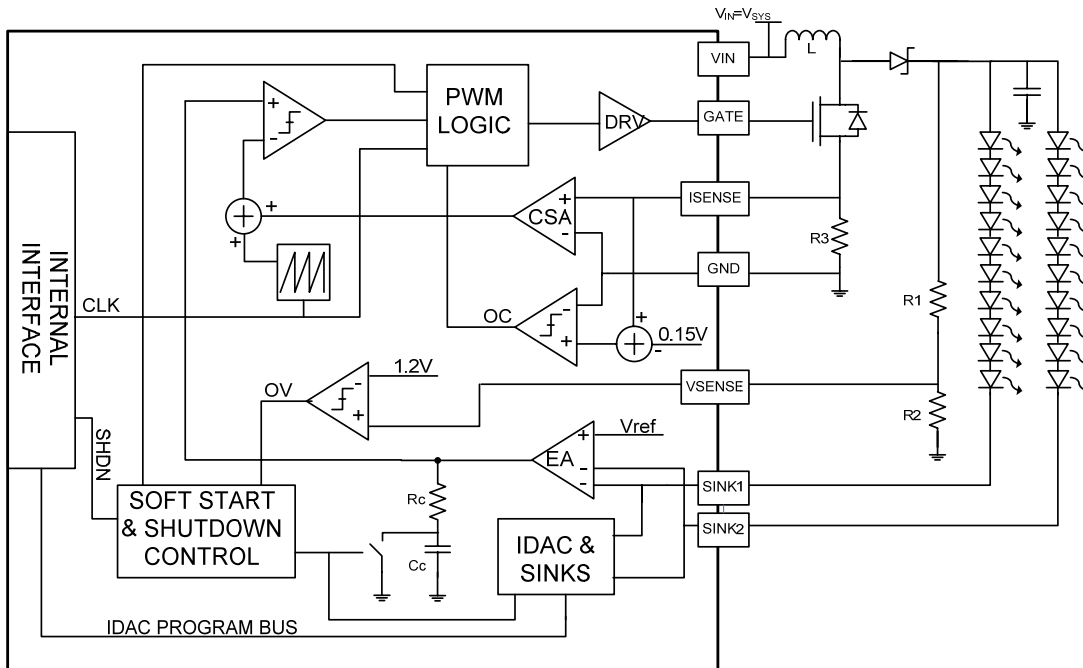 VIN=VSYS
L
VIN
PWM
LOGIC
DRV
GATE
+
-
ISENSE
+
CSA
-
+
+
R3
GND
INTERNAL
INTERFACE
CLK
R1
OC
-
+
+
-
0.15V
1.2V
OV
-
+
VSENSE
R2
Vref
SHDN
EA
+
-
-
SINK1
SOFT START
& SHUTDOWN
CONTROL
Rc
SINK2
IDAC &
SINKS
Cc
IDAC PROGRAM BUS